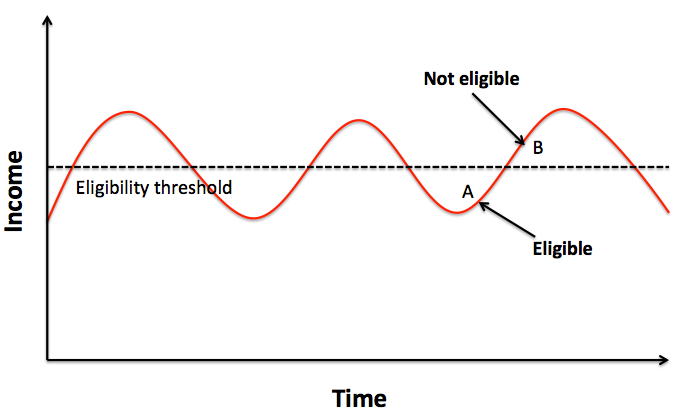 Not eligible
B
Eligibility threshold
A
Eligible
Income
Time